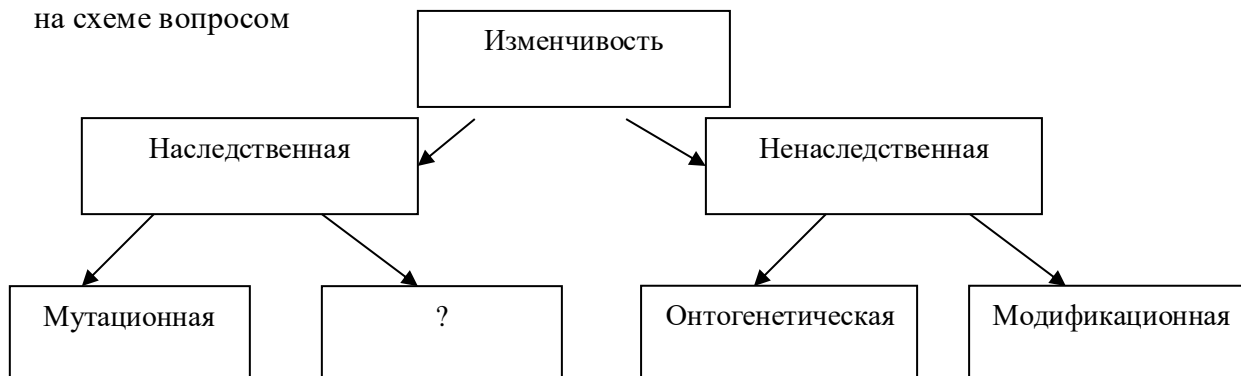 на схеме вопросом
Изменчивость
Наследственная
Ненаследственная
Мутационная
?
Онтогенетическая
Модификационная